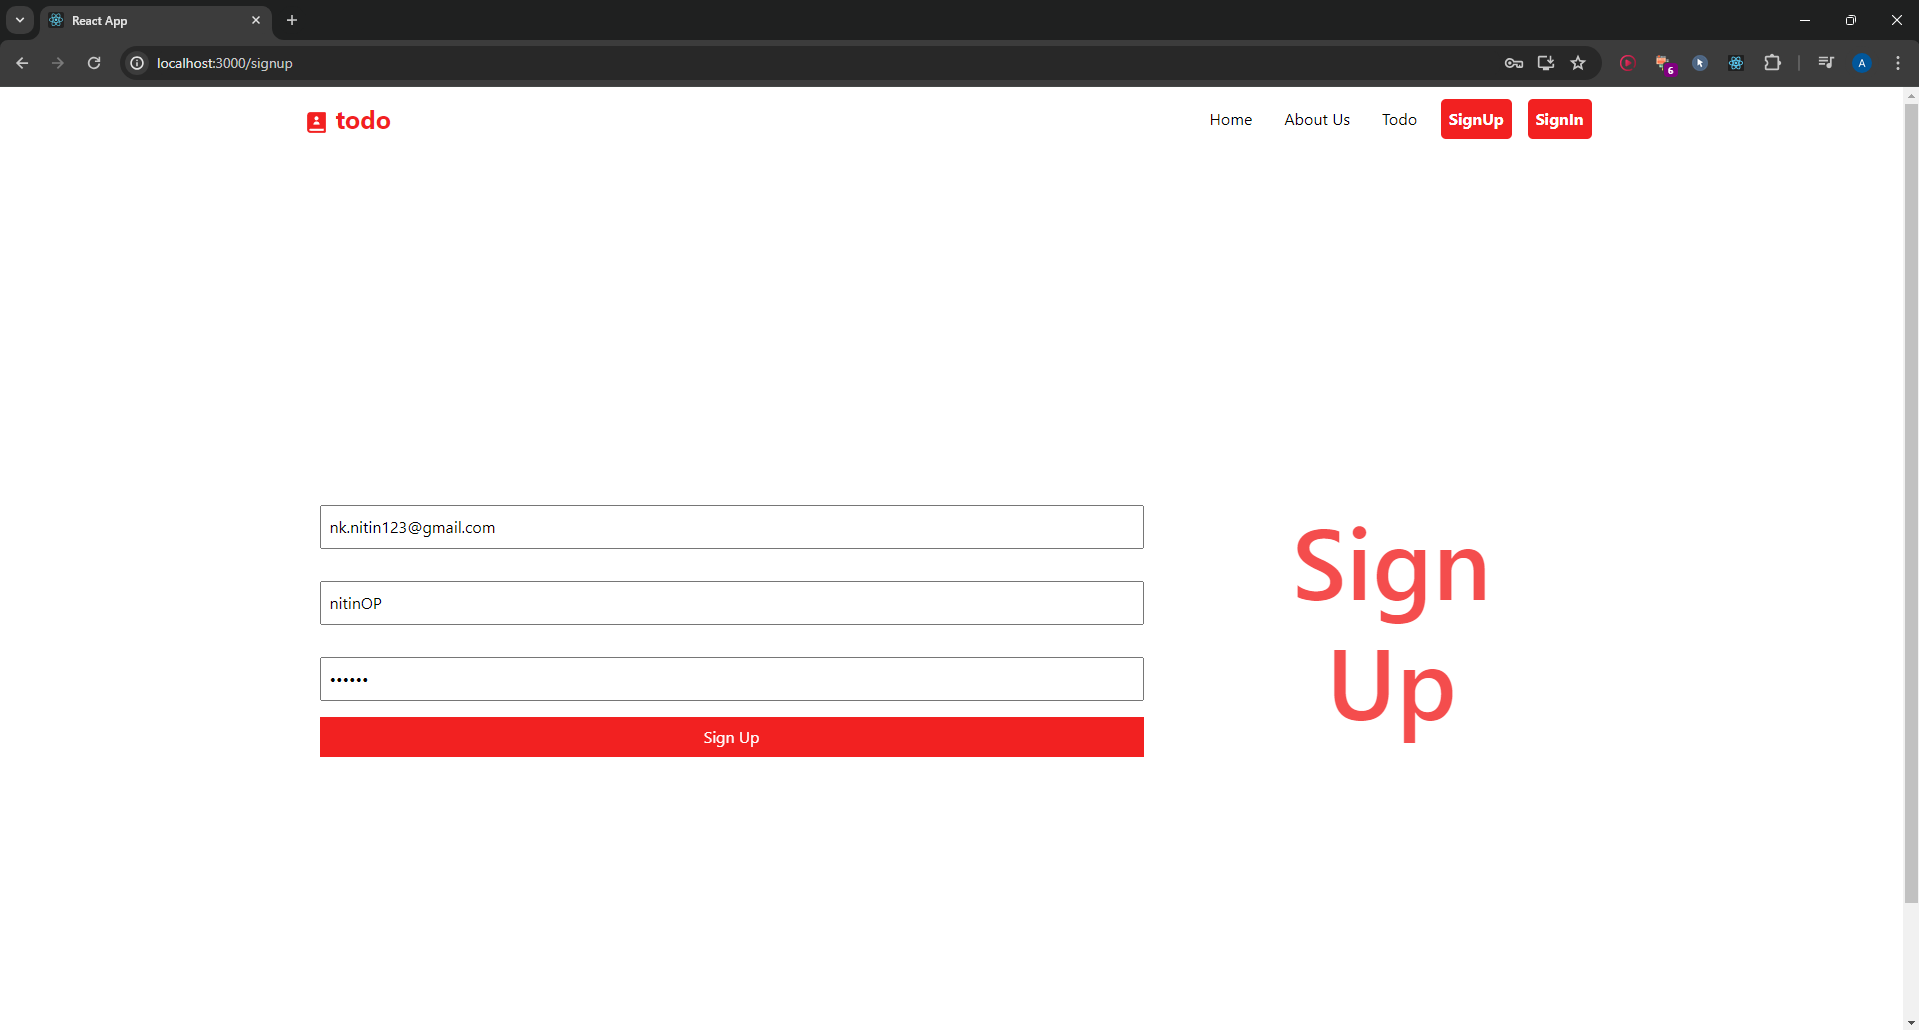 React App
localhost:3000/signup
6
A
todo
Home About Us Todo SignUp SignIn
nk.nitin123@gmail.com
nitinOP
••••••
Sign Up
Sign
Up